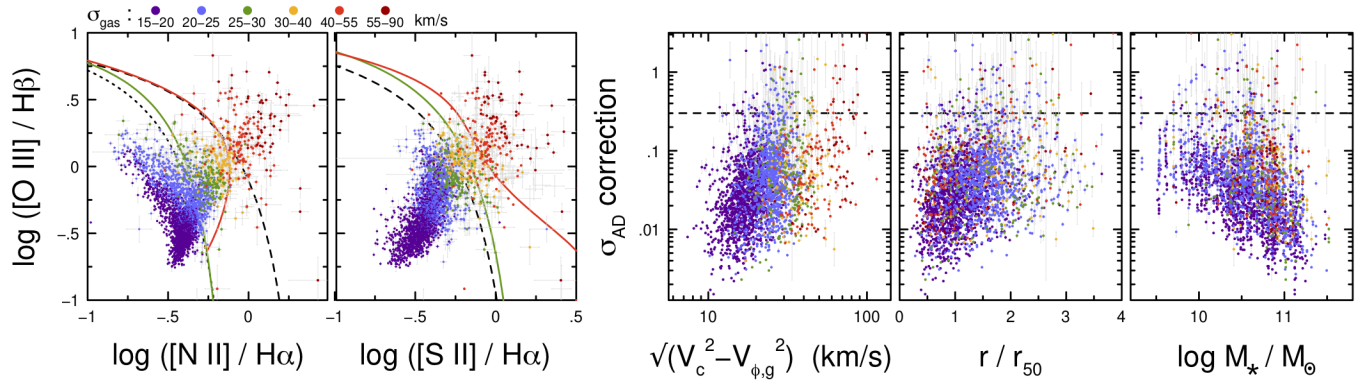 σgas : 15−20 20−25 25−30 30−40 40−55 55−90 km/s
log ([O III] / Hβ)
1
.5
0
−.5
−1
−1 −.5 0
log ([N II] / Hα)
−1 −.5 0 .5
log ([S II] / Hα)
σAD correction
1
.1
.01
10 100
√(Vc²−Vϕ,g²) (km/s)
0 1 2 3 4
r / r50
10 11
log M★ / M⊙